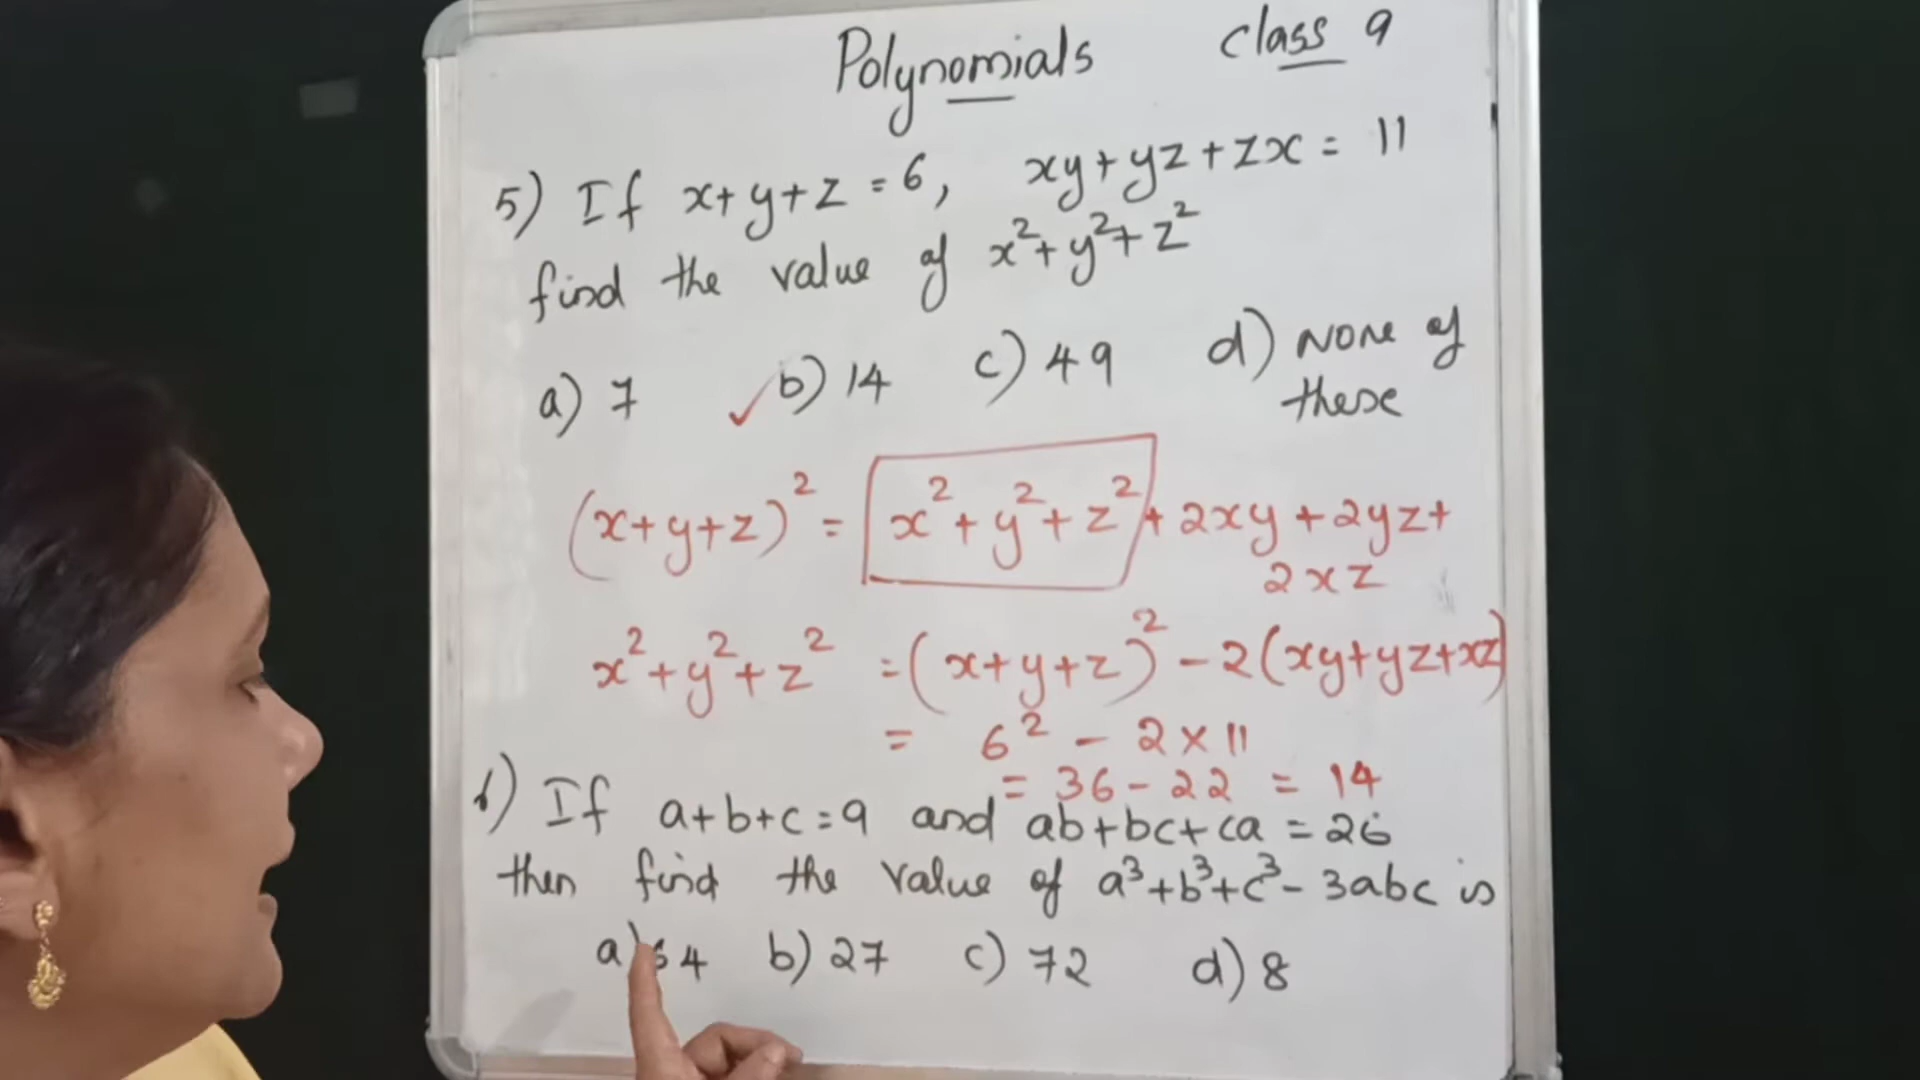 Polynomials class 9
5) If x+y+z = 6, xy+yz+zx = 11
find the value of x²+y²+z²
a) 7 ✓b) 14 c) 49 d) None of
these
(x+y+z)² = x²+y²+z² + 2xy + 2yz +
2xz
x²+y²+z² = (x+y+z)² - 2(xy+yz+xz)
= 6² - 2 × 11
= 36 - 22 = 14
6) If a+b+c = 9 and ab+bc+ca = 26
then find the value of a³+b³+c³ - 3abc is
a) 4 b) 27 c) 72 d) 8